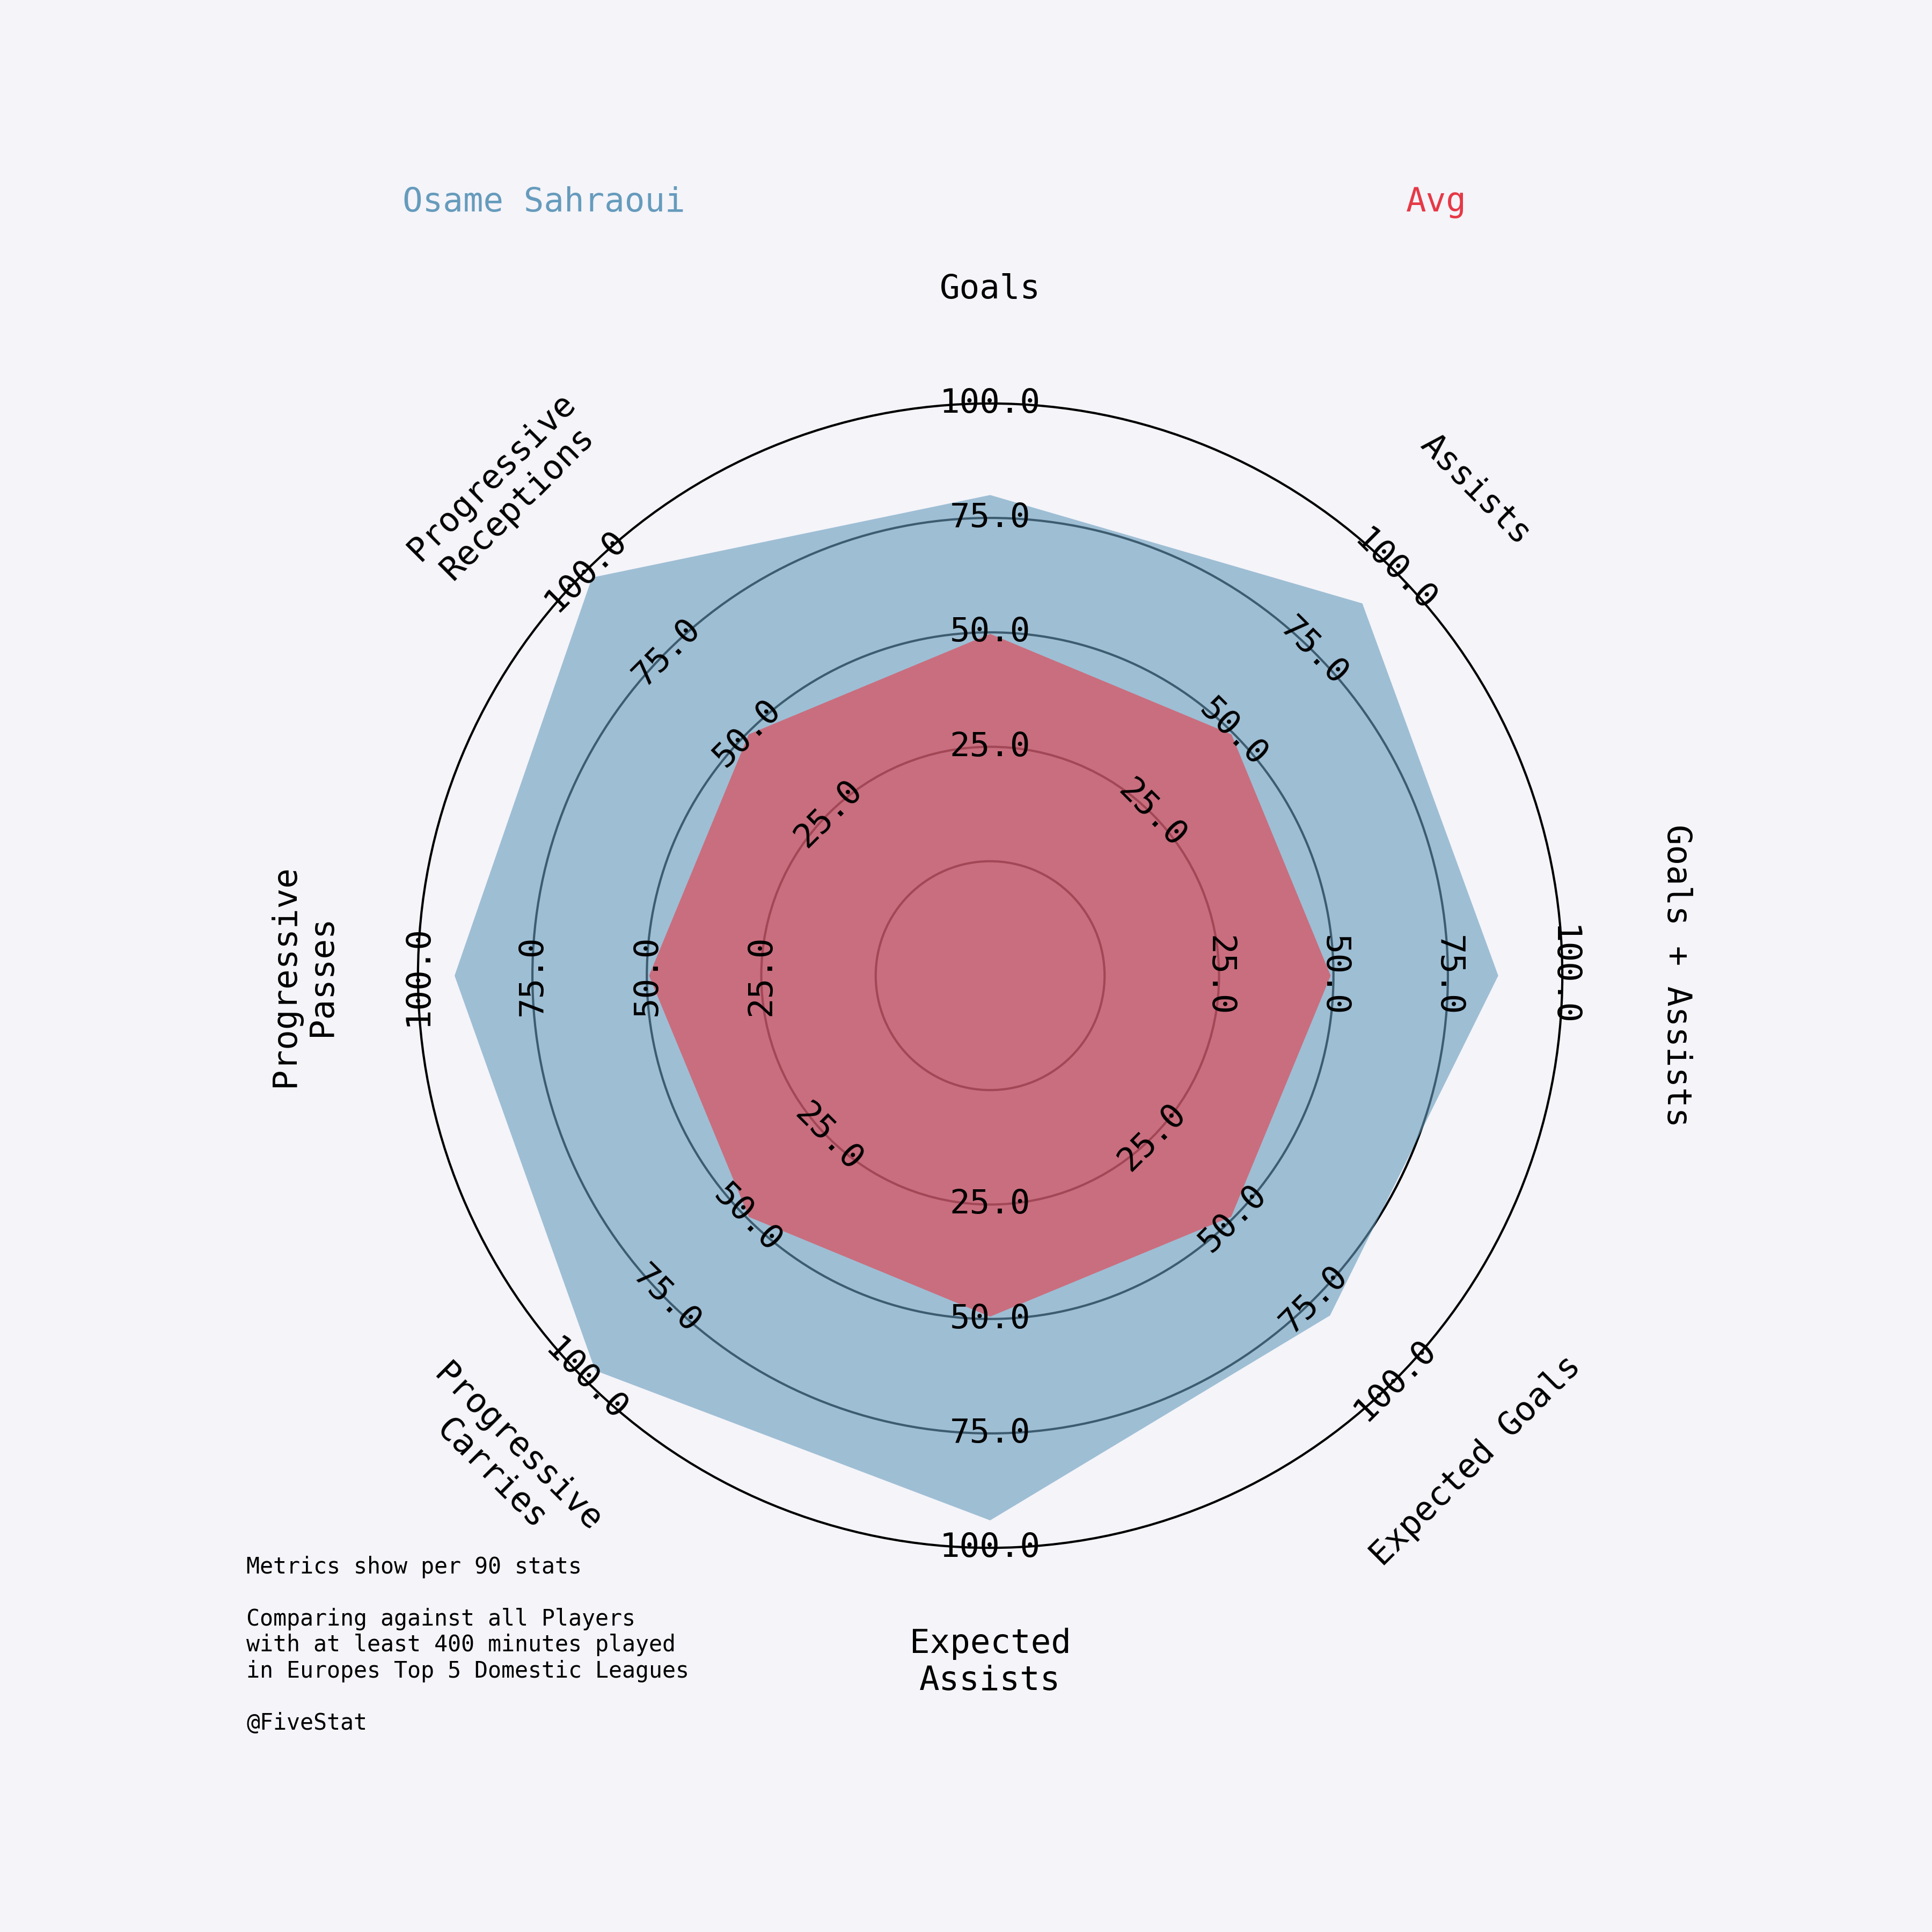 Osame Sahraoui
Avg
Goals
Assists
Goals + Assists
Expected Goals
Expected
Assists
Progressive
Carries
Progressive
Passes
Progressive
Receptions
25.0
50.0
75.0
100.0
25.0
50.0
75.0
100.0
25.0
50.0
75.0
100.0
25.0
50.0
75.0
100.0
25.0
50.0
75.0
100.0
25.0
50.0
75.0
100.0
25.0
50.0
75.0
100.0
25.0
50.0
75.0
100.0
Metrics show per 90 stats
Comparing against all Players
with at least 400 minutes played
in Europes Top 5 Domestic Leagues
@FiveStat